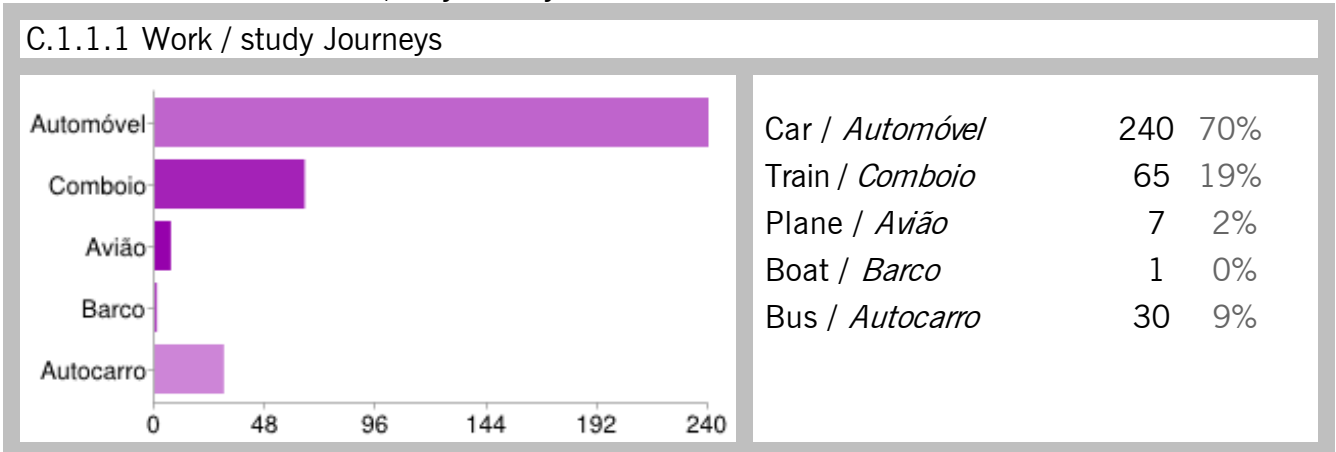 C.1.1.1 Work / study Journeys
Automóvel
Comboio
Avião
Barco
Autocarro
0 48 96 144 192 240
Car / Automóvel 240 70%
Train / Comboio 65 19%
Plane / Avião 7 2%
Boat / Barco 1 0%
Bus / Autocarro 30 9%